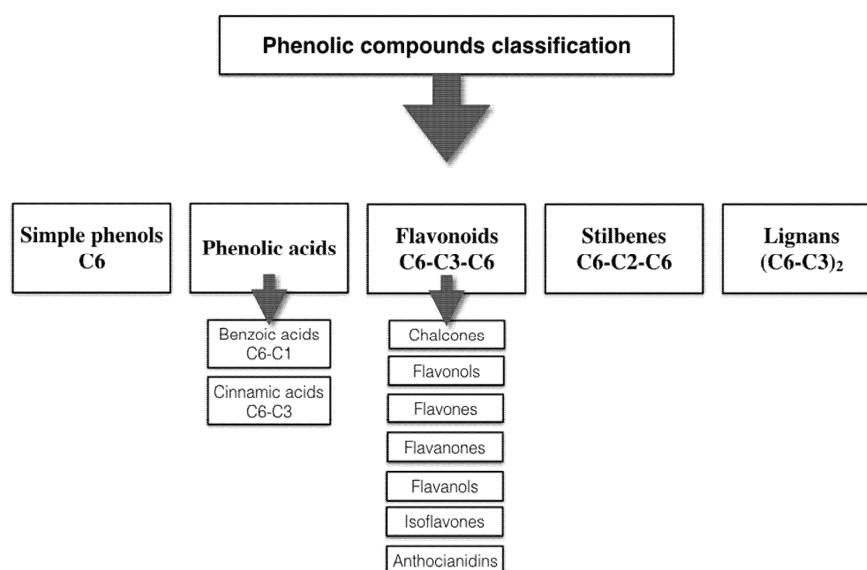 Phenolic compounds classification
Simple phenols
C6
Phenolic acids
Flavonoids
C6-C3-C6
Stilbenes
C6-C2-C6
Lignans
(C6-C3)₂
Benzoic acids
C6-C1
Cinnamic acids
C6-C3
Chalcones
Flavonols
Flavones
Flavanones
Flavanols
Isoflavones
Anthocianidins